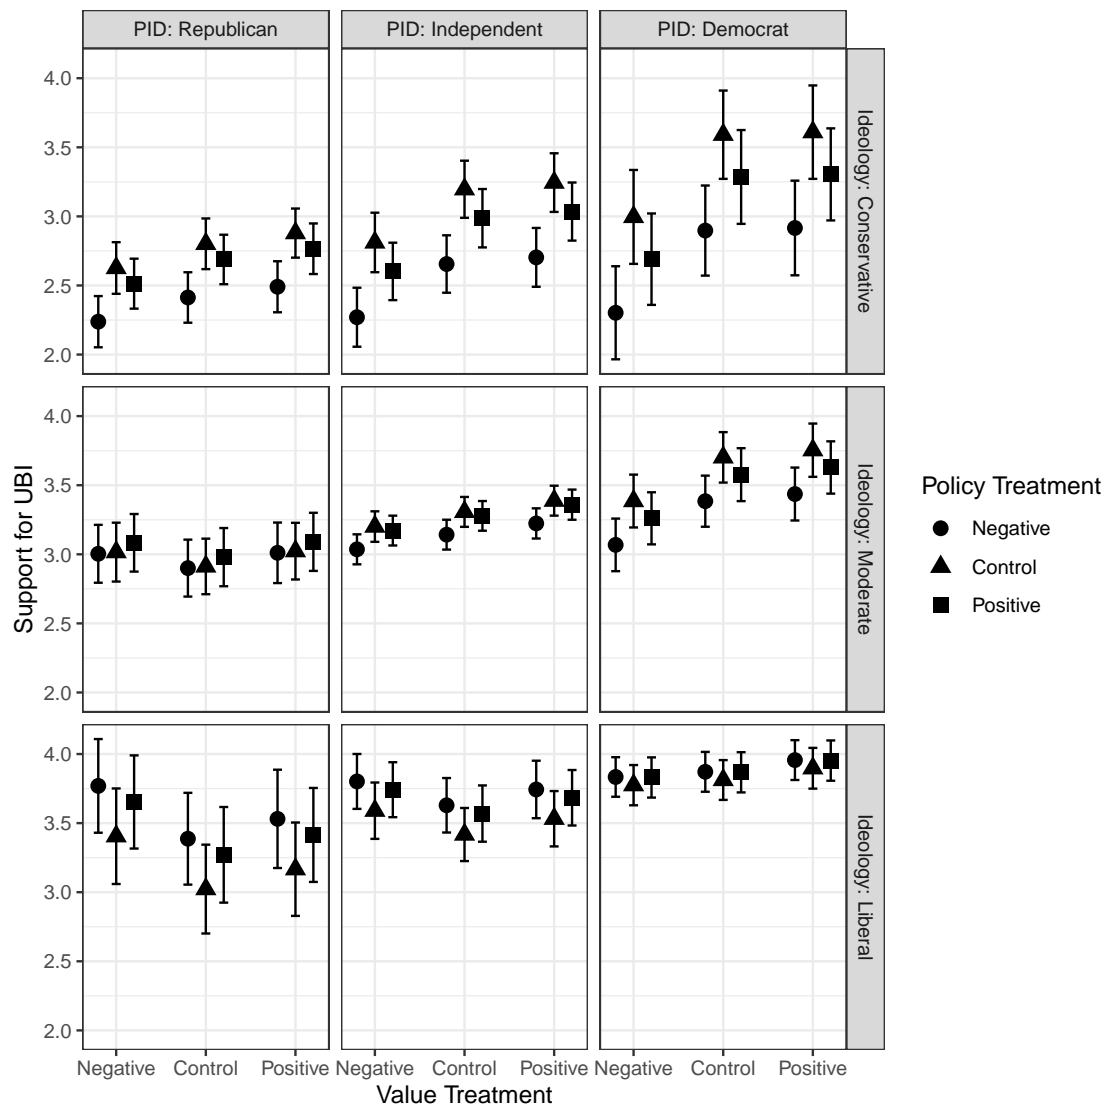 PID: Republican
PID: Independent
PID: Democrat
4.0
3.5
3.0
2.5
2.0
Ideology: Conservative
4.0
3.5
3.0
2.5
2.0
Ideology: Moderate
4.0
3.5
3.0
2.5
2.0
Ideology: Liberal
Support for UBI
Negative Control Positive
Negative Control Positive
Negative Control Positive
Value Treatment
Policy Treatment
Negative
Control
Positive